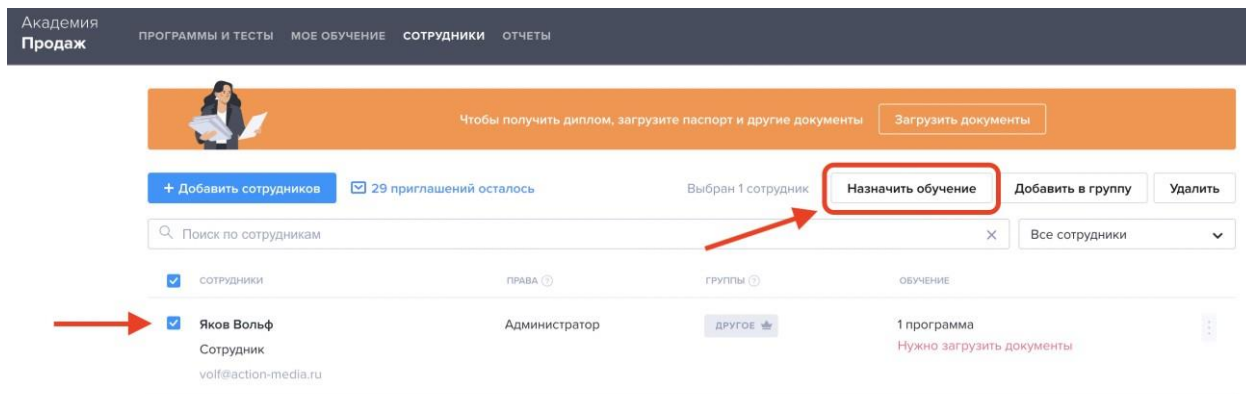 Академия
Продаж
ПРОГРАММЫ И ТЕСТЫ МОЕ ОБУЧЕНИЕ СОТРУДНИКИ ОТЧЕТЫ
Чтобы получить диплом, загрузите паспорт и другие документы Загрузить документы
+ Добавить сотрудников 29 приглашений осталось Выбран 1 сотрудник Назначить обучение Добавить в группу Удалить
Поиск по сотрудникам Все сотрудники
СОТРУДНИКИ ПРАВА ГРУППЫ ОБУЧЕНИЕ
Яков Вольф Администратор ДРУГОЕ 1 программа
Сотрудник Нужно загрузить документы
volf@action-media.ru